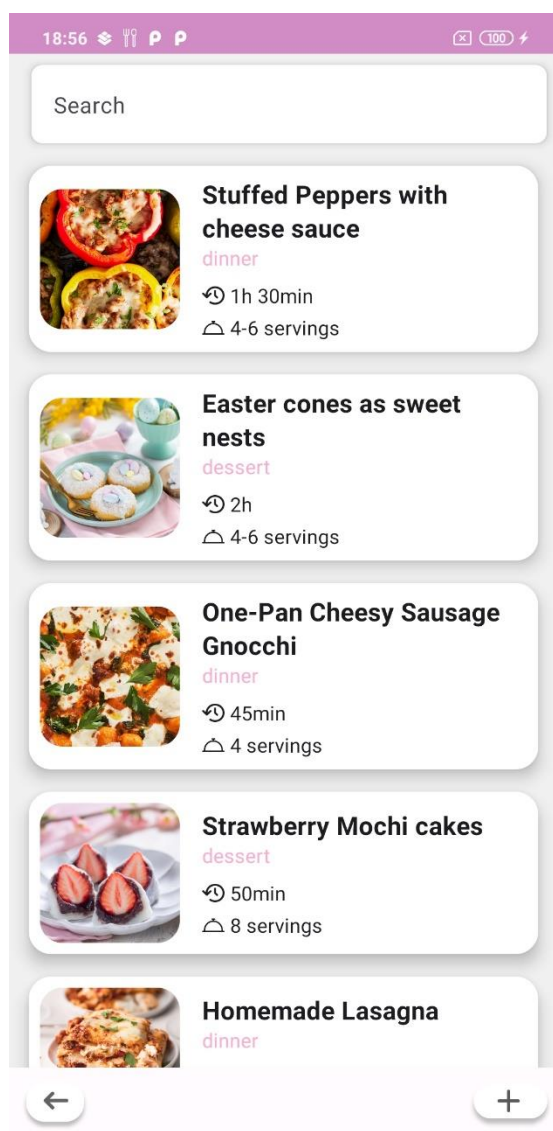 18:56
100
Search
Stuffed Peppers with
cheese sauce
dinner
1h 30min
4-6 servings
Easter cones as sweet
nests
dessert
2h
4-6 servings
One-Pan Cheesy Sausage
Gnocchi
dinner
45min
4 servings
Strawberry Mochi cakes
dessert
50min
8 servings
Homemade Lasagna
dinner